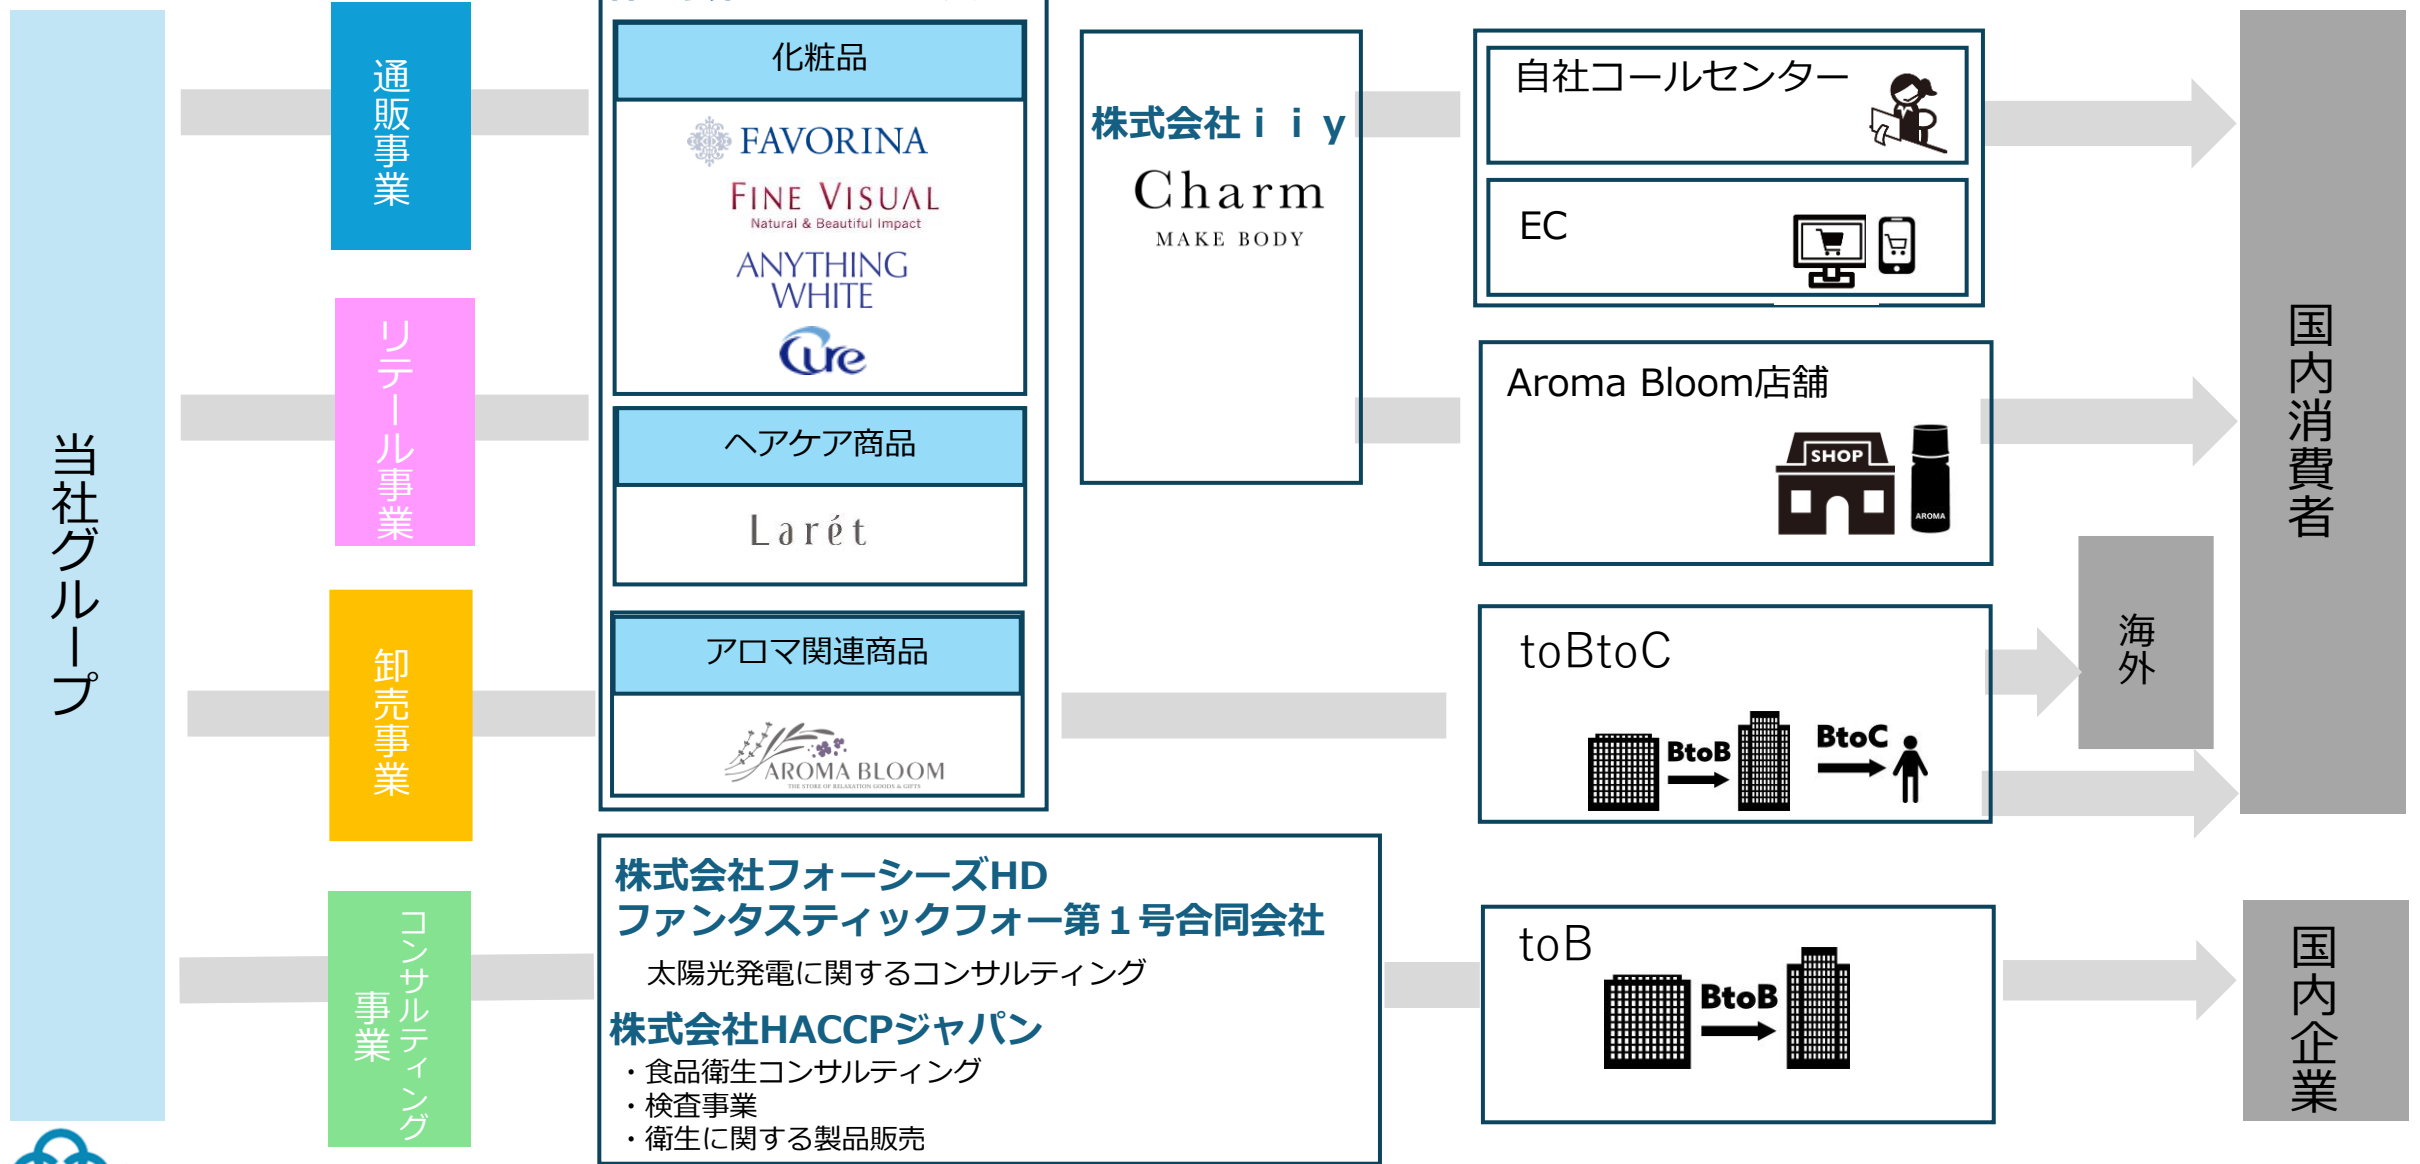 当社グループ
通販事業
リテール事業
卸売事業
コンサルティング
事業
化粧品
FAVORINA
FINE VISUAL
Natural & Beautiful Impact
ANYTHING
WHITE
Cure
ヘアケア商品
Larét
アロマ関連商品
AROMA BLOOM
THE STORE OF RELAXATION GOODS & GIFTS
株式会社ｉｉｙ
Charm
MAKE BODY
株式会社フォーシーズHD
ファンタスティックフォー第１号合同会社
太陽光発電に関するコンサルティング
株式会社HACCPジャパン
・食品衛生コンサルティング
・検査事業
・衛生に関する製品販売
自社コールセンター
EC
Aroma Bloom店舗
SHOP
AROMA
toBtoC
BtoB
BtoC
toB
BtoB
国内消費者
海外
国内企業